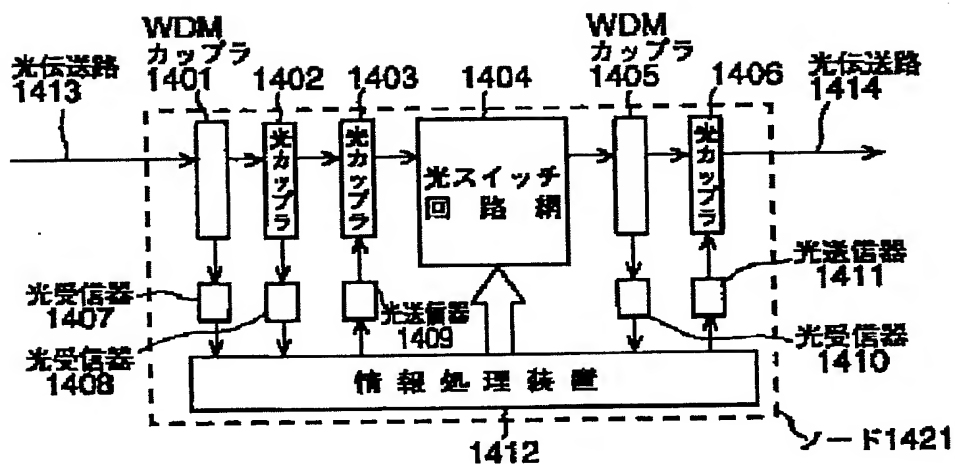 WDM
カップラ
1401
光伝送路
1413
1402
1403
1404
WDM
カップラ
1405
1406
光伝送路
1414
光カップラ
光カップラ
光スイッチ
回路網
光カップラ
光受信器
1407
光受信器
1408
光送信器
1409
光送信器
1411
光受信器
1410
情報処理装置
1412
ノード1421